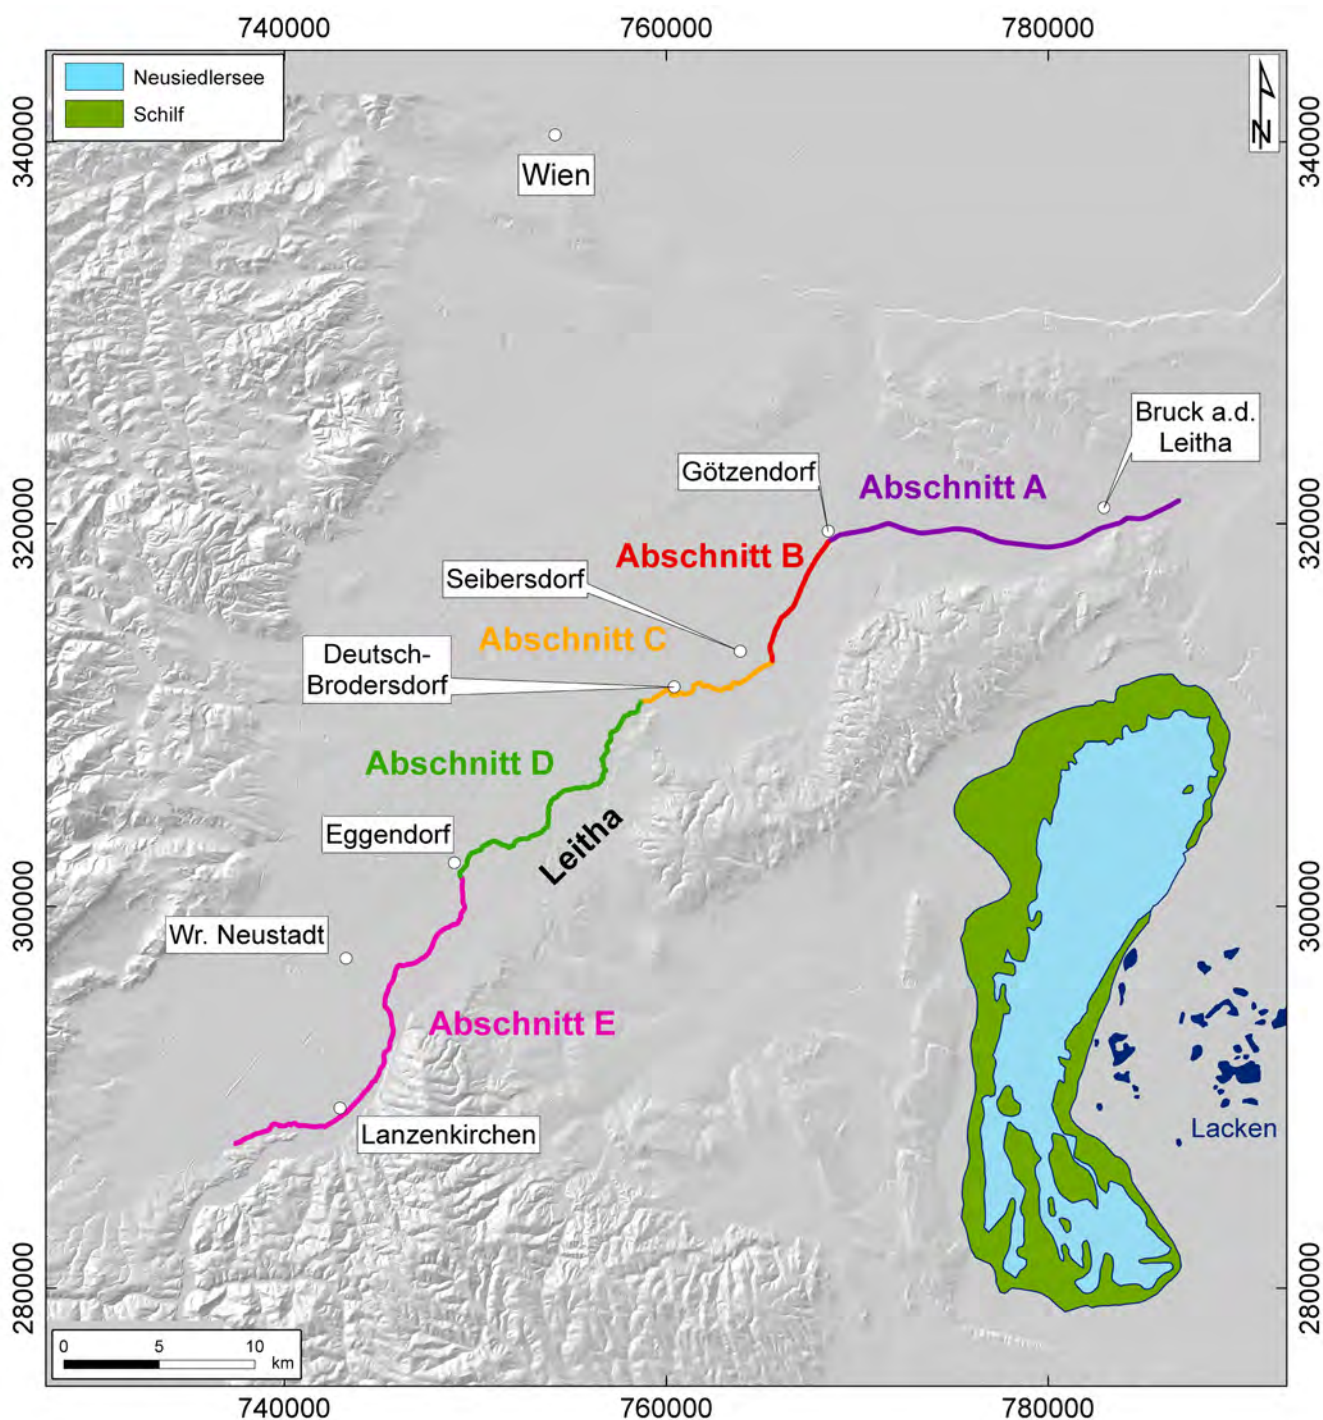 740000
760000
780000
Neusiedlersee
Schilf
N
340000
340000
Wien
Bruck a.d.
Leitha
Götzendorf
Abschnitt A
320000
320000
Abschnitt B
Seibersdorf
Abschnitt C
Deutsch-
Brodersdorf
Abschnitt D
Leitha
Eggendorf
300000
300000
Wr. Neustadt
Abschnitt E
Lanzenkirchen
Lacken
280000
280000
0 5 10
km
740000
760000
780000